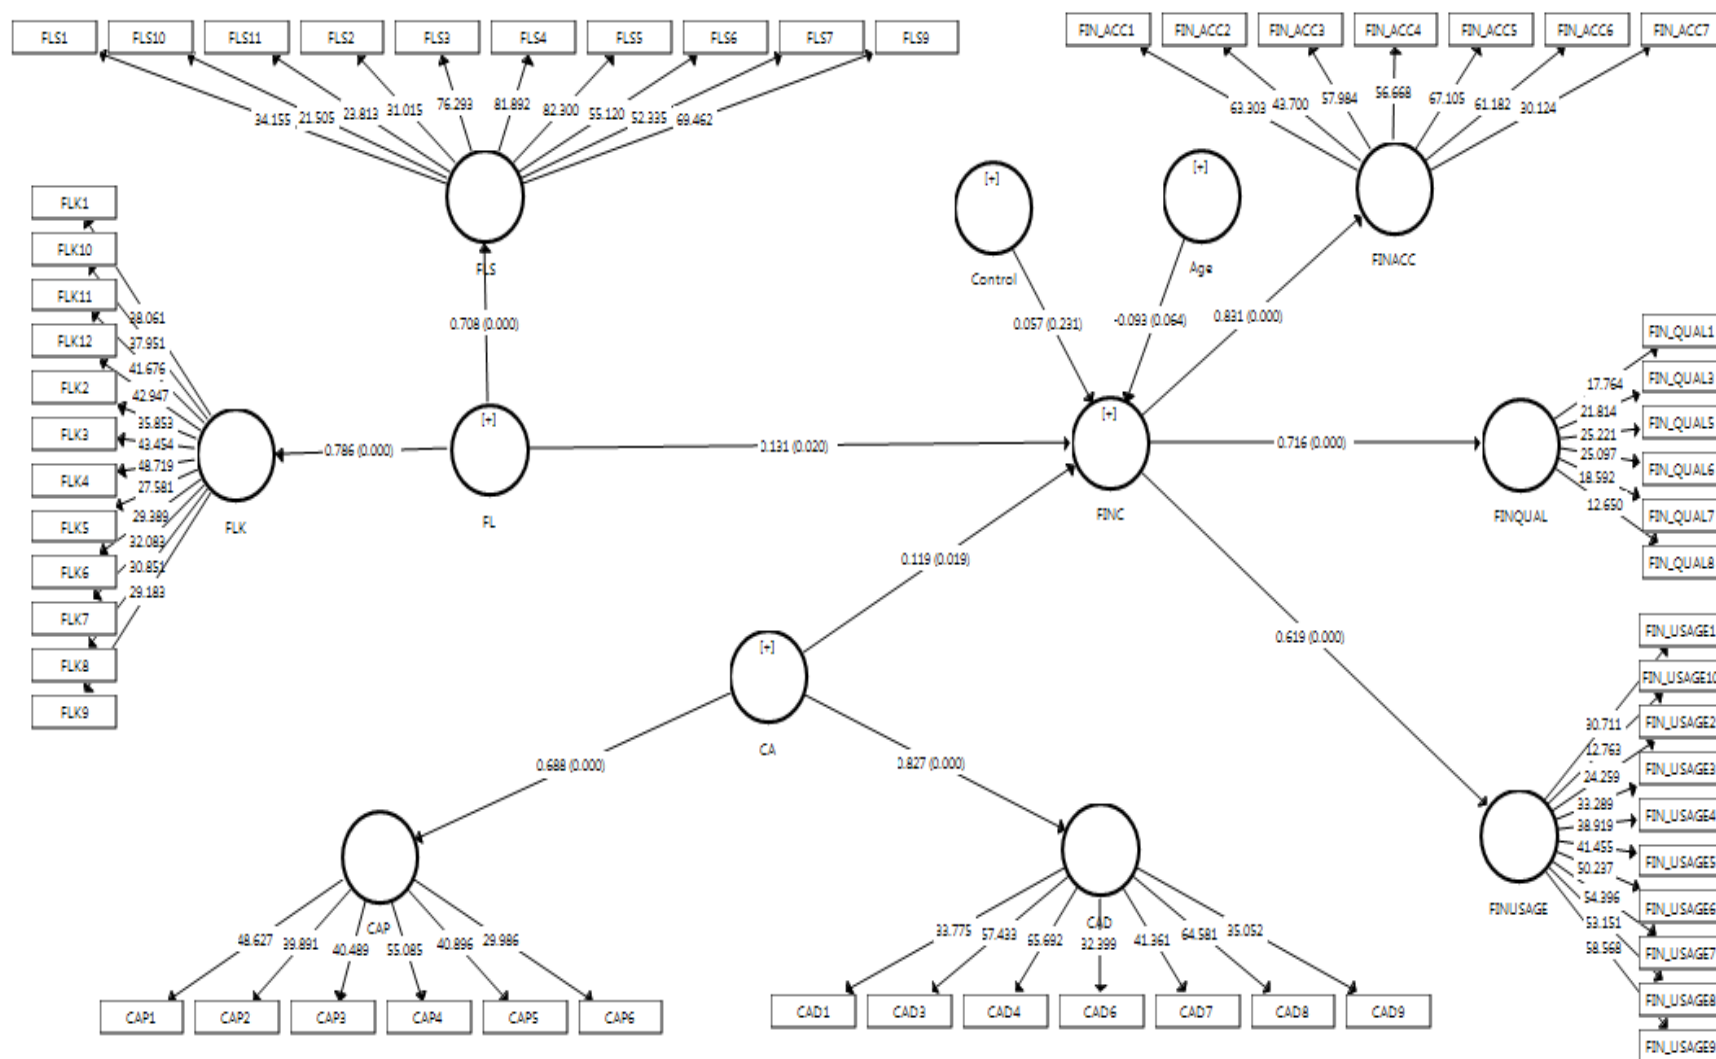 FLS1
FLS10
FLS11
FLS2
FLS3
FLS4
FLS5
FLS6
FLS7
FLS9
34.155
21.505
23.813
31.015
76.293
81.892
82.300
55.120
52.335
69.462
FLS
FIN_ACC1
FIN_ACC2
FIN_ACC3
FIN_ACC4
FIN_ACC5
FIN_ACC6
FIN_ACC7
63.303
43.700
57.984
56.668
67.105
61.182
30.124
FINACC
[+]
Control
[+]
Age
0.057 (0.231)
-0.093 (0.064)
0.831 (0.000)
0.708 (0.000)
FLK1
FLK10
FLK11
FLK12
FLK2
FLK3
FLK4
FLK5
FLK6
FLK7
FLK8
FLK9
38.061
37.951
41.676
42.947
35.853
43.454
48.719
27.581
29.389
32.083
30.851
29.183
FLK
0.786 (0.000)
[+]
FL
0.131 (0.020)
[+]
FINC
0.716 (0.000)
FINQUAL
17.764
21.814
25.221
25.097
18.592
12.650
FIN_QUAL1
FIN_QUAL3
FIN_QUAL5
FIN_QUAL6
FIN_QUAL7
FIN_QUAL8
0.119 (0.019)
0.619 (0.000)
[+]
CA
0.688 (0.000)
0.827 (0.000)
CAP
48.627
39.891
40.489
55.085
40.896
29.986
CAP1
CAP2
CAP3
CAP4
CAP5
CAP6
CAD
33.775
57.433
65.692
32.399
41.361
64.581
35.052
CAD1
CAD3
CAD4
CAD6
CAD7
CAD8
CAD9
FINUSAGE
30.711
12.763
24.259
33.289
38.919
41.455
50.237
54.396
53.151
58.568
FIN_USAGE1
FIN_USAGE10
FIN_USAGE2
FIN_USAGE3
FIN_USAGE4
FIN_USAGE5
FIN_USAGE6
FIN_USAGE7
FIN_USAGE8
FIN_USAGE9